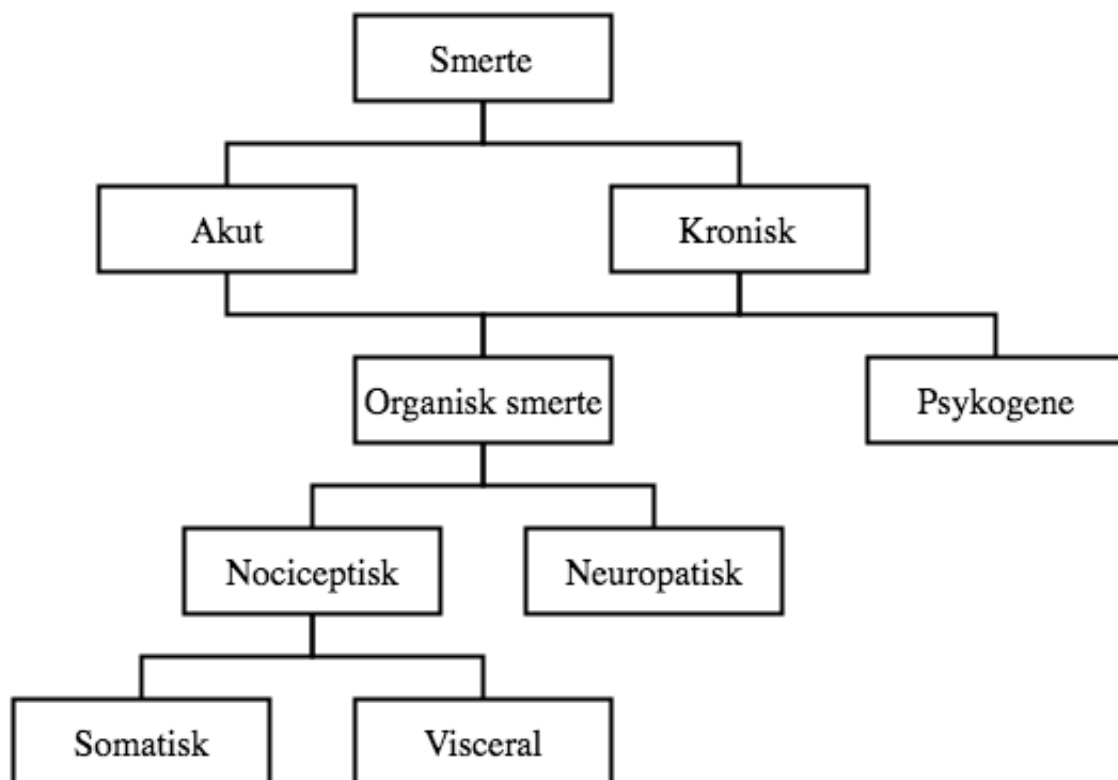 Smerte
Akut
Kronisk
Organisk smerte
Psykogene
Nociceptisk
Neuropatisk
Somatisk
Visceral